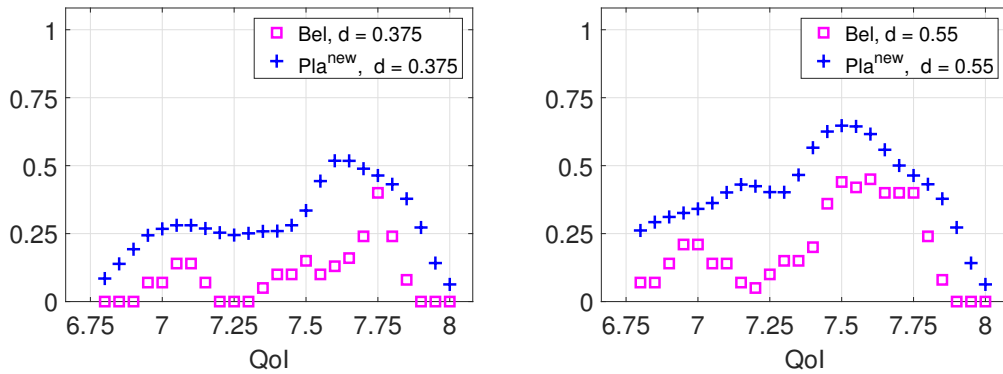 1
0.75
0.5
0.25
0
6.75 7 7.25 7.5 7.75 8
QoI
Bel, d = 0.375
Pla^new, d = 0.375
1
0.75
0.5
0.25
0
6.75 7 7.25 7.5 7.75 8
QoI
Bel, d = 0.55
Pla^new, d = 0.55